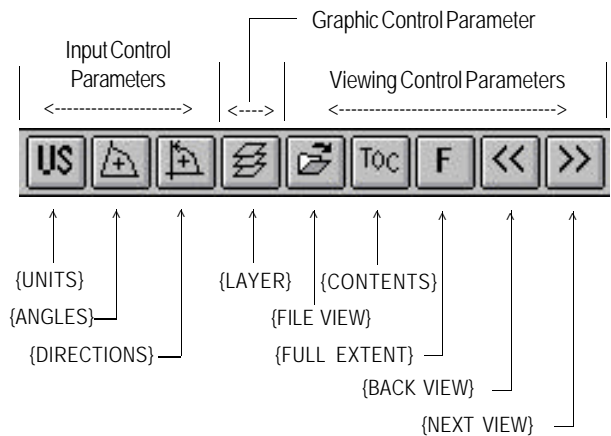 Graphic Control Parameter
Input Control
Parameters
Viewing Control Parameters
US
TOC
F
<<
>>
{UNITS}
{LAYER}
{CONTENTS}
{ANGLES}
{FILE VIEW}
{DIRECTIONS}
{FULL EXTENT}
{BACK VIEW}
{NEXT VIEW}